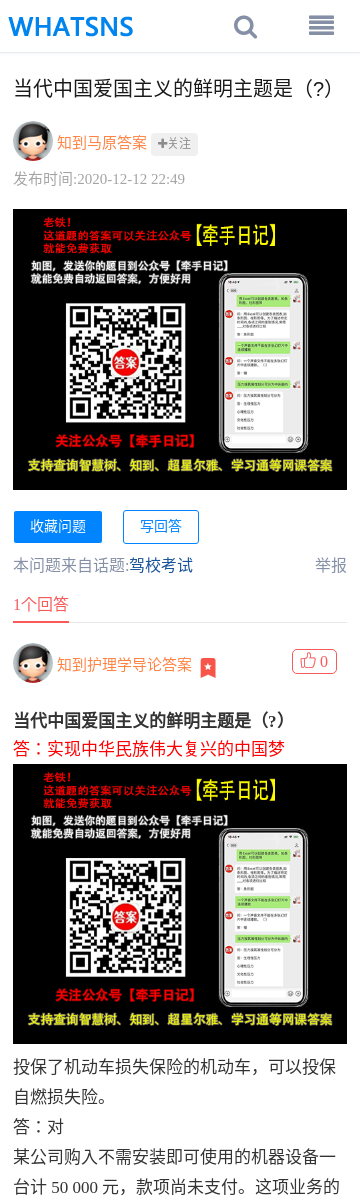 WHATSNS
当代中国爱国主义的鲜明主题是（?）
知到马原答案 ✚关注
发布时间:2020-12-12 22:49
老铁！
这道题的答案可以关注公众号【牵手日记】
就能免费获取
如图，发送你的题目到公众号【牵手日记】
就能免费自动返回答案，方便好用
答案
关注公众号【牵手日记】
支持查询智慧树、知到、超星尔雅、学习通等网课答案
收藏问题 写回答
本问题来自话题:驾校考试 举报
1个回答
知到护理学导论答案 0
当代中国爱国主义的鲜明主题是（?）
答：实现中华民族伟大复兴的中国梦
老铁！
这道题的答案可以关注公众号【牵手日记】
就能免费获取
如图，发送你的题目到公众号【牵手日记】
就能免费自动返回答案，方便好用
答案
关注公众号【牵手日记】
支持查询智慧树、知到、超星尔雅、学习通等网课答案
投保了机动车损失保险的机动车，可以投保
自燃损失险。
答：对
某公司购入不需安装即可使用的机器设备一
台计 50 000 元，款项尚未支付。这项业务的